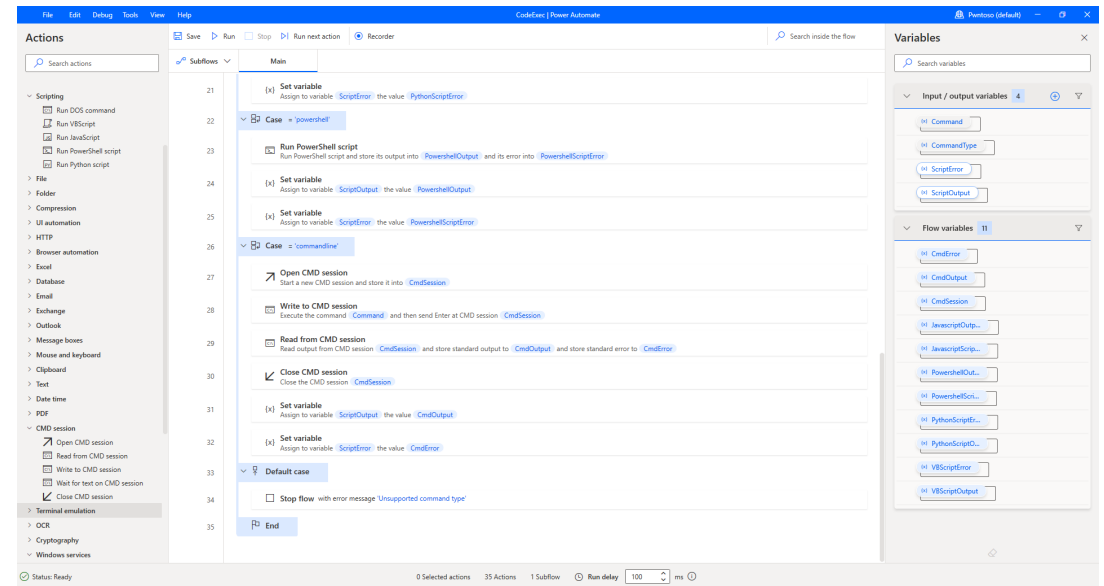 File Edit Debug Tools View Help
CodeExec | Power Automate
Pwntoso (default)
Actions
Search actions
Scripting
Run DOS command
Run VBScript
Run JavaScript
Run PowerShell script
Run Python script
File
Folder
Compression
UI automation
HTTP
Browser automation
Excel
Database
Email
Exchange
Outlook
Message boxes
Mouse and keyboard
Clipboard
Text
Date time
PDF
CMD session
Open CMD session
Read from CMD session
Write to CMD session
Wait for text on CMD session
Close CMD session
Terminal emulation
OCR
Cryptography
Windows services
Save Run Stop Run next action Recorder
Search inside the flow
Subflows Main
21 {x} Set variable
Assign to variable ScriptError the value PythonScriptError
22 Case = 'powershell'
23 Run PowerShell script
Run PowerShell script and store its output into PowershellOutput and its error into PowershellScriptError
24 {x} Set variable
Assign to variable ScriptOutput the value PowershellOutput
25 {x} Set variable
Assign to variable ScriptError the value PowershellScriptError
26 Case = 'commandline'
27 Open CMD session
Start a new CMD session and store it into CmdSession
28 Write to CMD session
Execute the command Command and then send Enter at CMD session CmdSession
29 Read from CMD session
Read output from CMD session CmdSession and store standard output to CmdOutput and store standard error to CmdError
30 Close CMD session
Close the CMD session CmdSession
31 {x} Set variable
Assign to variable ScriptOutput the value CmdOutput
32 {x} Set variable
Assign to variable ScriptError the value CmdError
33 Default case
34 Stop flow with error message 'Unsupported command type'
35 End
Variables
Search variables
Input / output variables 4
(x) Command
(x) CommandType
(x) ScriptError
(x) ScriptOutput
Flow variables 11
(x) CmdError
(x) CmdOutput
(x) CmdSession
(x) JavascriptOutp...
(x) JavascriptScrip...
(x) PowershellOut...
(x) PowershellScri...
(x) PythonScriptEr...
(x) PythonScriptO...
(x) VBScriptError
(x) VBScriptOutput
Status: Ready
0 Selected actions 35 Actions 1 Subflow Run delay 100 ms